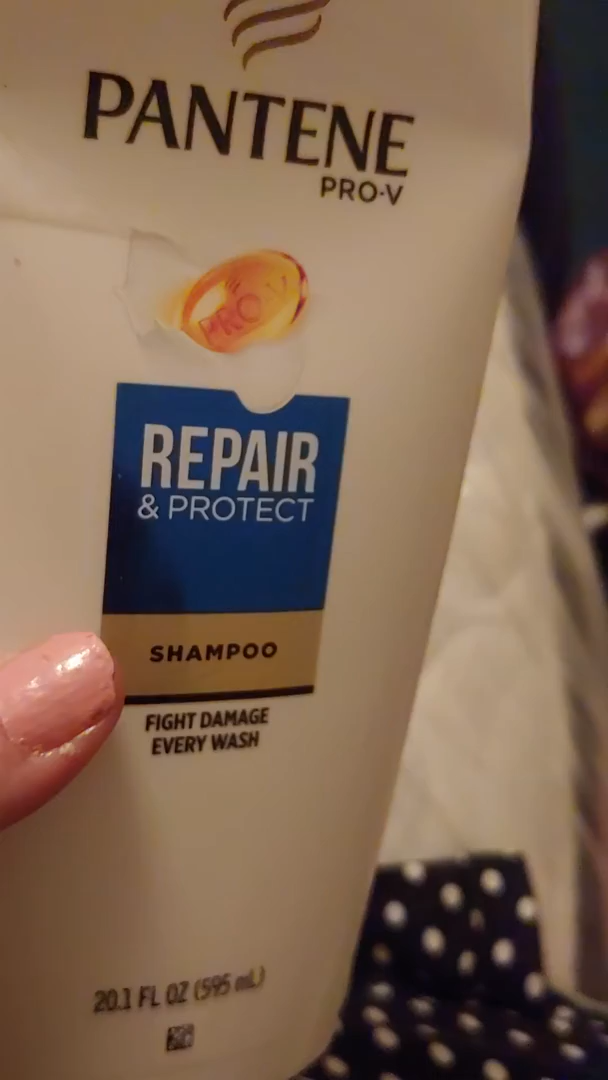 PANTENE
PRO-V
PRO-V
REPAIR
& PROTECT
SHAMPOO
FIGHT DAMAGE
EVERY WASH
20.1 FL OZ (595 mL)